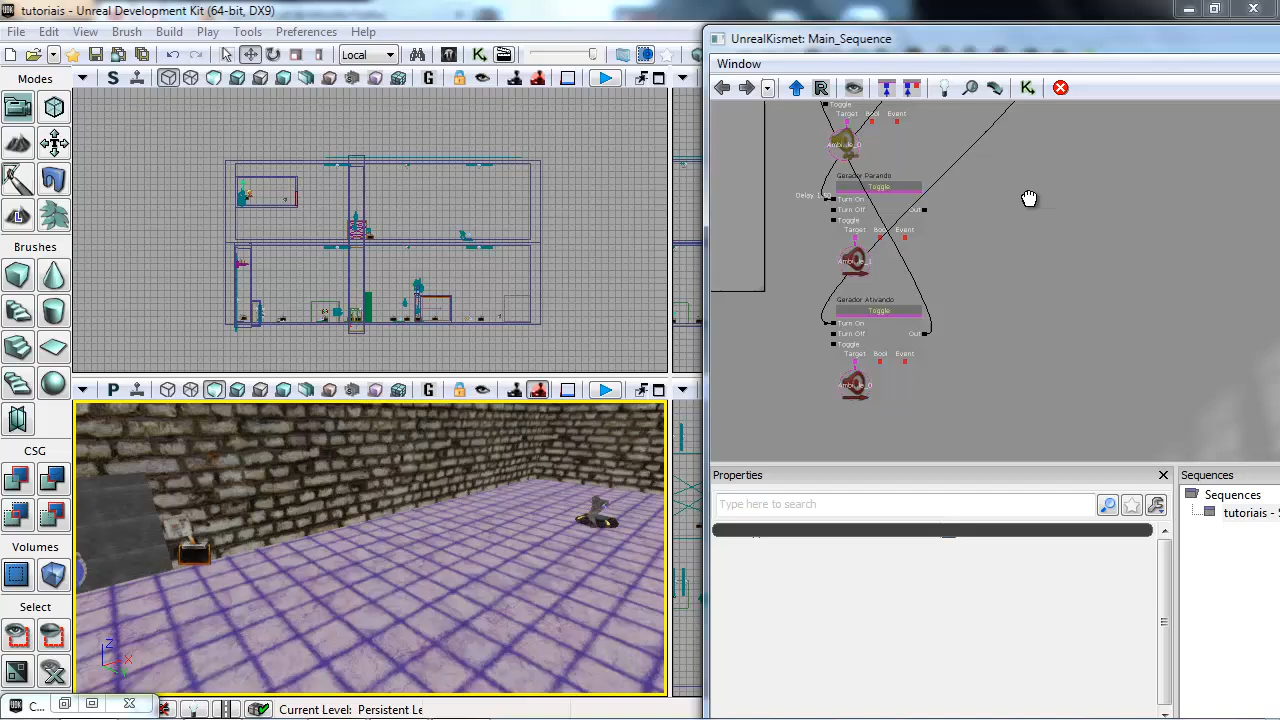 tutoriais - Unreal Development Kit (64-bit, DX9)
File Edit View Brush Build Play Tools Preferences Help
Local
Modes
Brushes
CSG
Volumes
Select
S G
P G
UnrealKismet: Main_Sequence
Window
Toggle
Target Bool Event
Gerador Parando
Toggle
Turn On
Turn Off Out
Toggle
Target Bool Event
Gerador Ativando
Toggle
Turn On
Turn Off Out
Toggle
Target Bool Event
Properties
Type here to search
Sequences
Sequences
tutoriais - S
C...
Current Level: Persistent Le